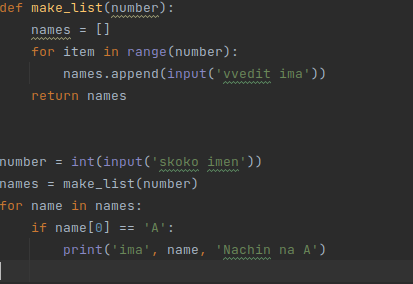 def make_list(number):
    names = []
    for item in range(number):
        names.append(input('vvedit ima'))
    return names
number = int(input('skoko imen'))
names = make_list(number)
for name in names:
    if name[0] == 'A':
        print('ima', name, 'Nachin na A')